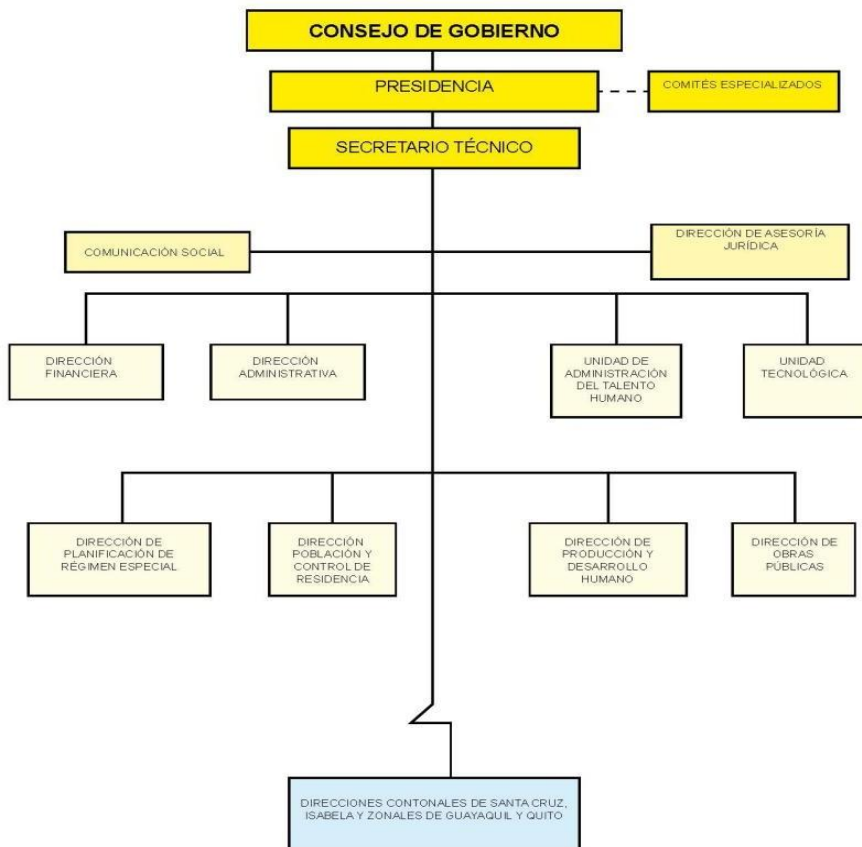 CONSEJO DE GOBIERNO
PRESIDENCIA
COMITÉS ESPECIALIZADOS
SECRETARIO TÉCNICO
COMUNICACIÓN SOCIAL
DIRECCIÓN DE ASESORÍA
JURÍDICA
DIRECCIÓN
FINANCIERA
DIRECCIÓN
ADMINISTRATIVA
UNIDAD DE
ADMINISTRACIÓN
DEL TALENTO
HUMANO
UNIDAD
TECNOLÓGICA
DIRECCIÓN DE
PLANIFICACIÓN DE
RÉGIMEN ESPECIAL
DIRECCIÓN
POBLACIÓN Y
CONTROL DE
RESIDENCIA
DIRECCIÓN DE
PRODUCCIÓN Y
DESARROLLO
HUMANO
DIRECCIÓN DE
OBRAS
PÚBLICAS
DIRECCIONES CONTONALES DE SANTA CRUZ,
ISABELA Y ZONALES DE GUAYAQUIL Y QUITO